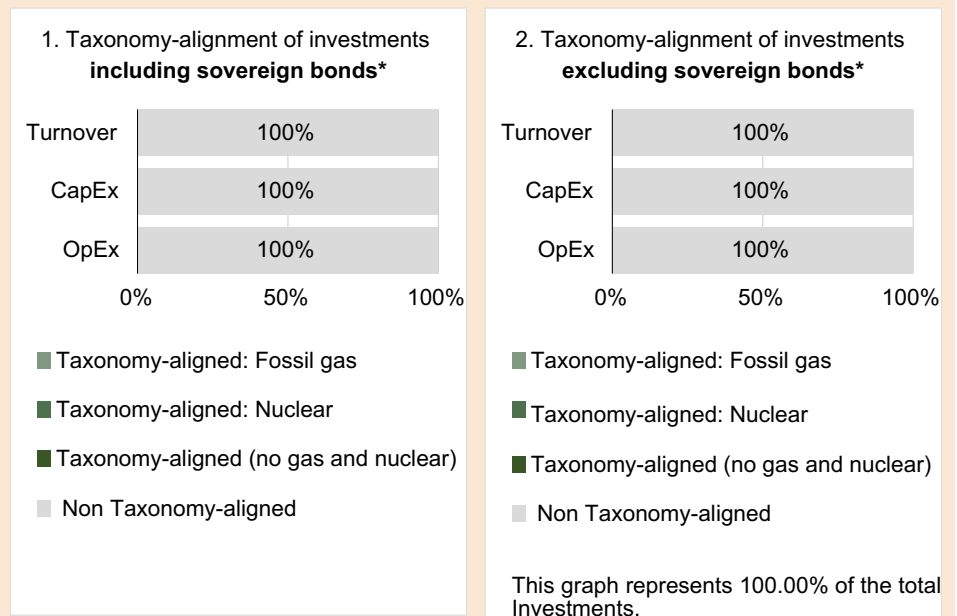 1. Taxonomy-alignment of investments
including sovereign bonds*
Turnover 100%
CapEx 100%
OpEx 100%
0% 50% 100%
Taxonomy-aligned: Fossil gas
Taxonomy-aligned: Nuclear
Taxonomy-aligned (no gas and nuclear)
Non Taxonomy-aligned
2. Taxonomy-alignment of investments
excluding sovereign bonds*
Turnover 100%
CapEx 100%
OpEx 100%
0% 50% 100%
Taxonomy-aligned: Fossil gas
Taxonomy-aligned: Nuclear
Taxonomy-aligned (no gas and nuclear)
Non Taxonomy-aligned
This graph represents 100.00% of the total
Investments.